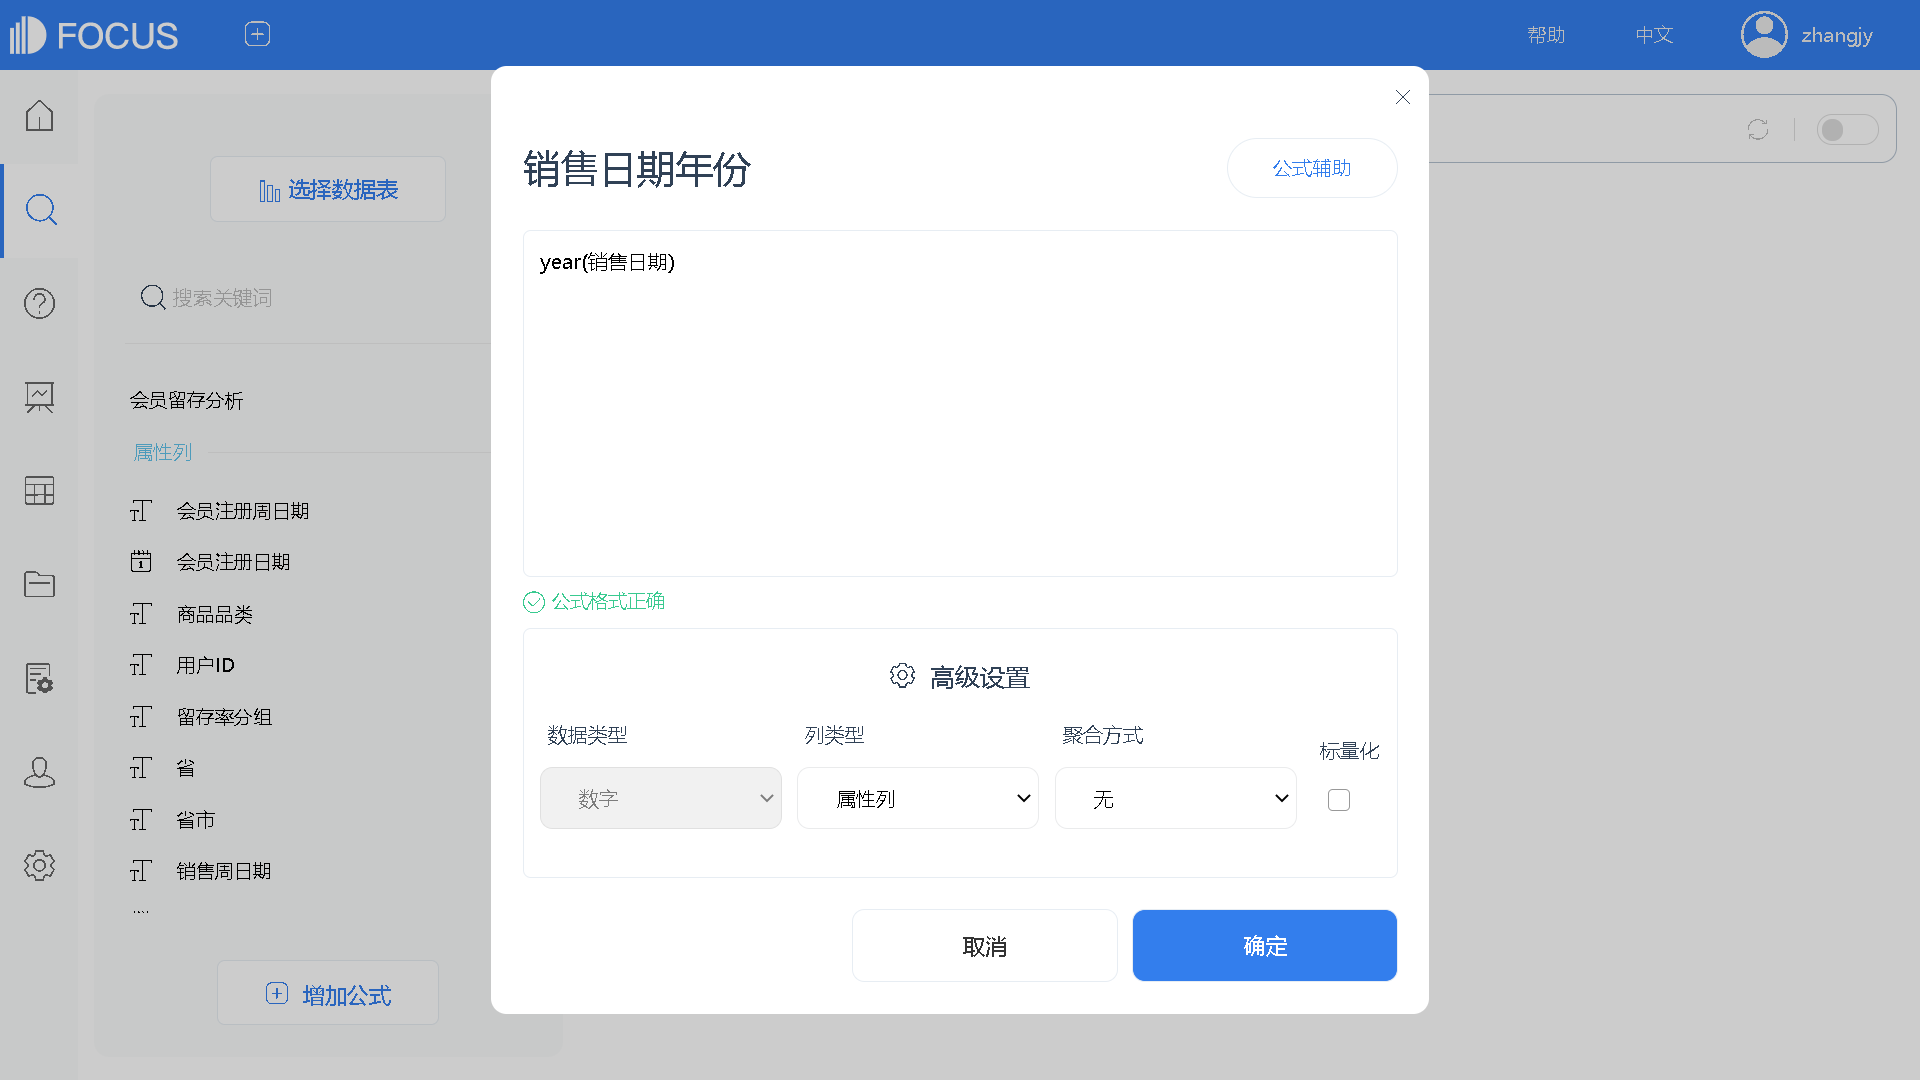 FOCUS
帮助
中文
zhangjy
选择数据表
搜索关键词
会员留存分析
属性列
会员注册周日期
会员注册日期
商品品类
用户ID
留存率分组
省
省市
销售周日期
增加公式
销售日期年份
公式辅助
year(销售日期)
公式格式正确
高级设置
数据类型
列类型
聚合方式
标量化
数字
属性列
无
取消
确定